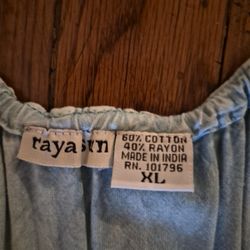 raya sun
60% COTTON
40% RAYON
MADE IN INDIA
RN. 101796
XL